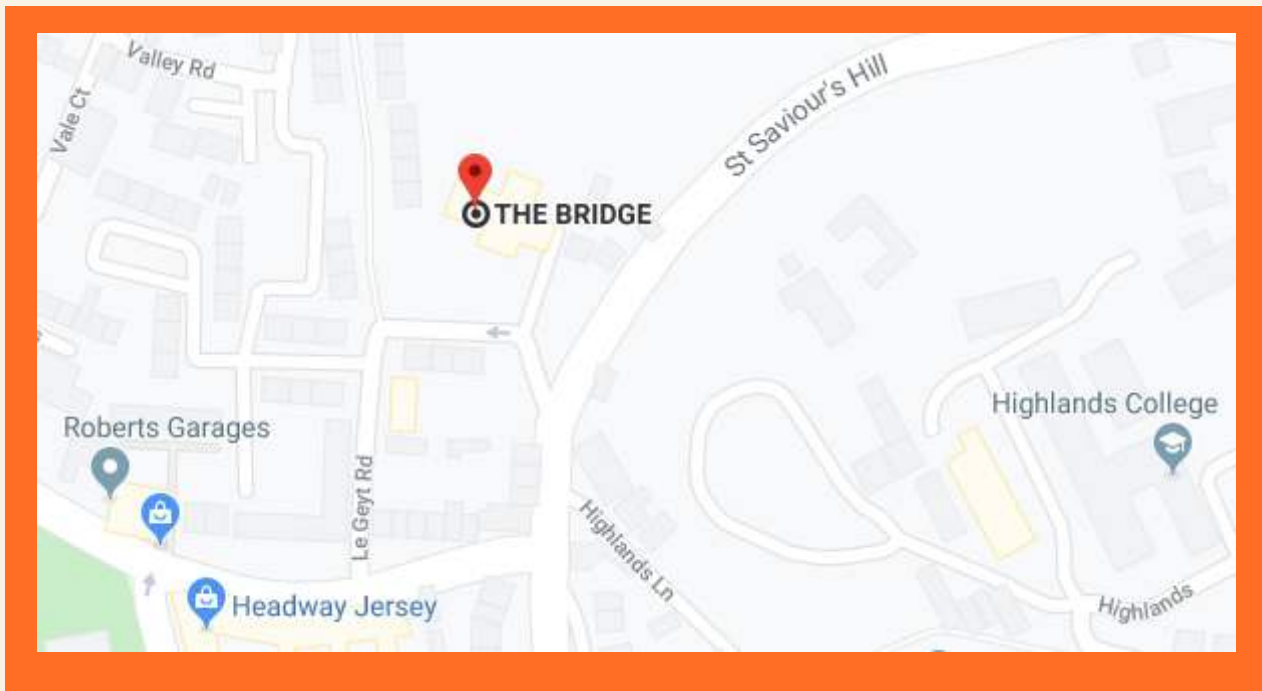 Valley Rd
Vale Ct
St Saviour's Hill
THE BRIDGE
Highlands College
Roberts Garages
Le Geyt Rd
Highlands Ln
Highlands
Headway Jersey